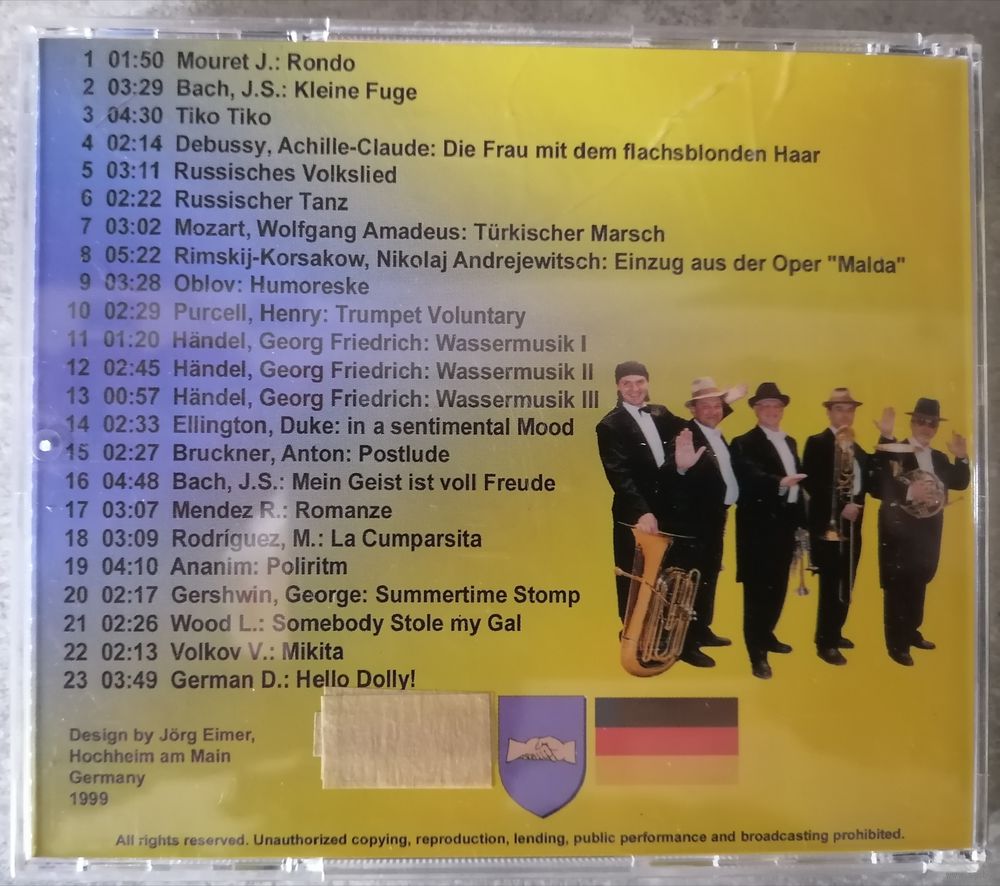 1 01:50 Mouret J.: Rondo
2 03:29 Bach, J.S.: Kleine Fuge
3 04:30 Tiko Tiko
4 02:14 Debussy, Achille-Claude: Die Frau mit dem flachsblonden Haar
5 03:11 Russisches Volkslied
6 02:22 Russischer Tanz
7 03:02 Mozart, Wolfgang Amadeus: Türkischer Marsch
8 05:22 Rimskij-Korsakow, Nikolaj Andrejewitsch: Einzug aus der Oper "Malda"
9 03:28 Oblov: Humoreske
10 02:29 Purcell, Henry: Trumpet Voluntary
11 01:20 Händel, Georg Friedrich: Wassermusik I
12 02:45 Händel, Georg Friedrich: Wassermusik II
13 00:57 Händel, Georg Friedrich: Wassermusik III
14 02:33 Ellington, Duke: in a sentimental Mood
15 02:27 Bruckner, Anton: Postlude
16 04:48 Bach, J.S.: Mein Geist ist voll Freude
17 03:07 Mendez R.: Romanze
18 03:09 Rodríguez, M.: La Cumparsita
19 04:10 Ananim: Poliritm
20 02:17 Gershwin, George: Summertime Stomp
21 02:26 Wood L.: Somebody Stole my Gal
22 02:13 Volkov V.: Mikita
23 03:49 German D.: Hello Dolly!
Design by Jörg Eimer,
Hochheim am Main
Germany
1999
All rights reserved. Unauthorized copying, reproduction, lending, public performance and broadcasting prohibited.